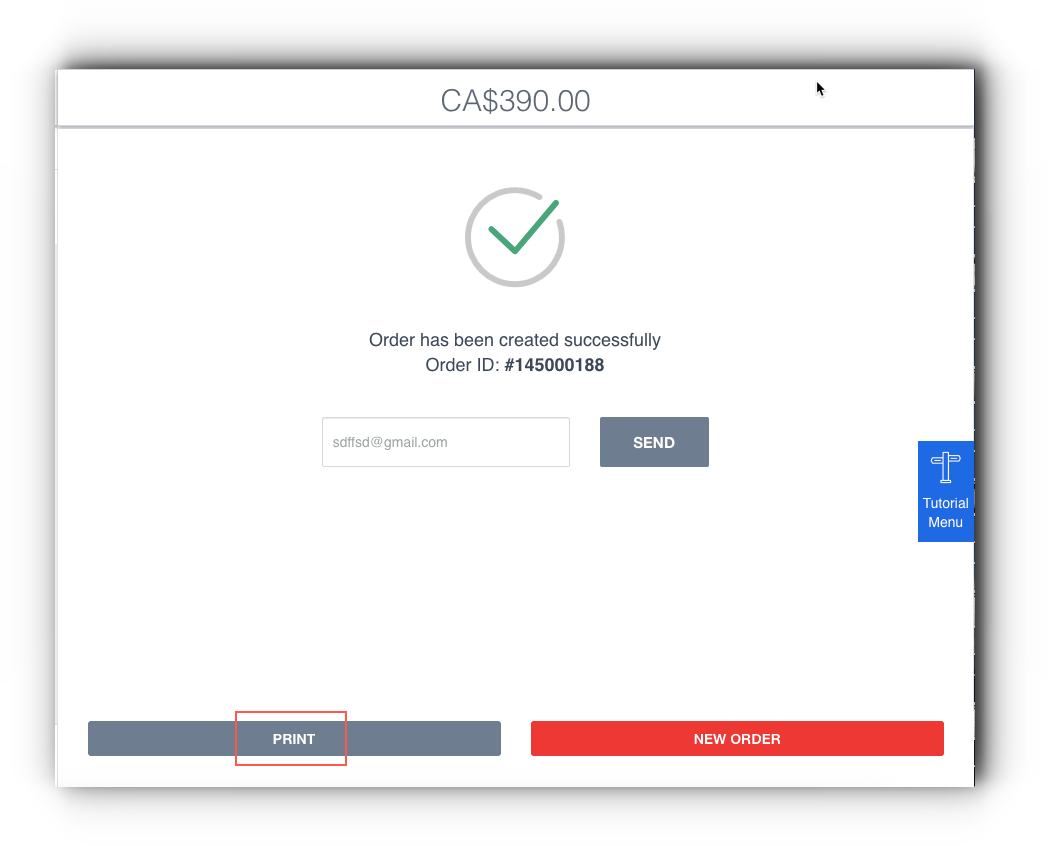 CA$390.00
Order has been created successfully
Order ID: #145000188
sdffsd@gmail.com
SEND
Tutorial
Menu
PRINT
NEW ORDER